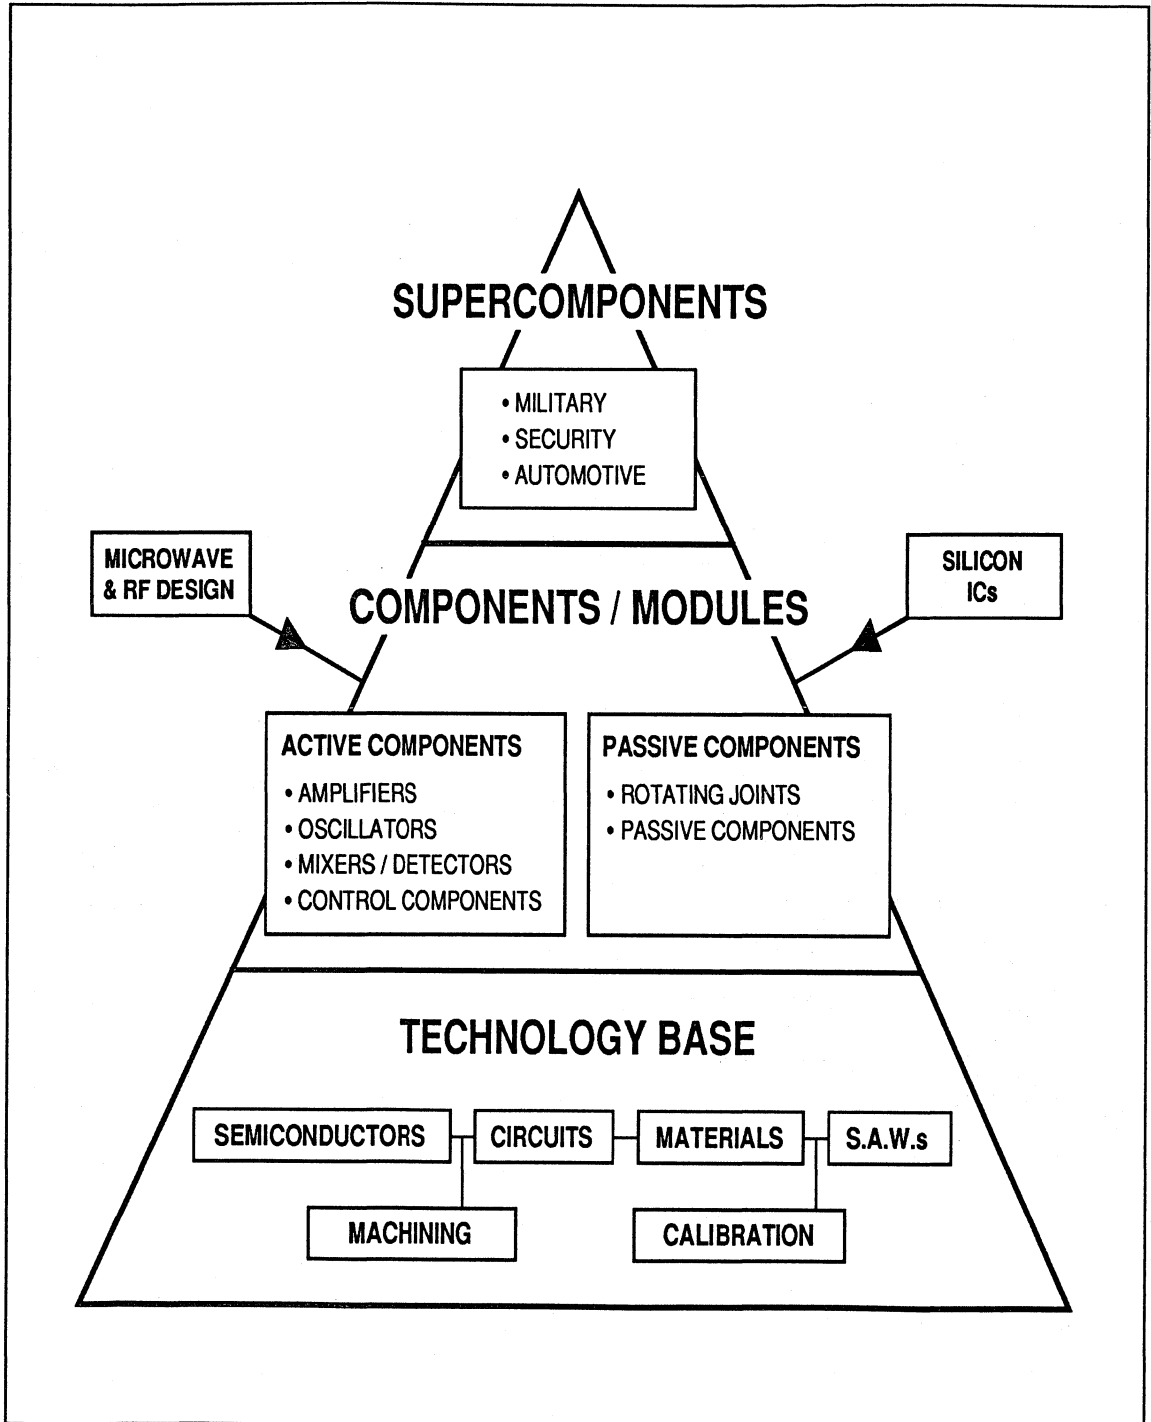 SUPERCOMPONENTS
• MILITARY
• SECURITY
• AUTOMOTIVE
MICROWAVE
& RF DESIGN
SILICON
ICs
COMPONENTS / MODULES
ACTIVE COMPONENTS
• AMPLIFIERS
• OSCILLATORS
• MIXERS / DETECTORS
• CONTROL COMPONENTS
PASSIVE COMPONENTS
• ROTATING JOINTS
• PASSIVE COMPONENTS
TECHNOLOGY BASE
SEMICONDUCTORS
CIRCUITS
MATERIALS
S.A.W.s
MACHINING
CALIBRATION